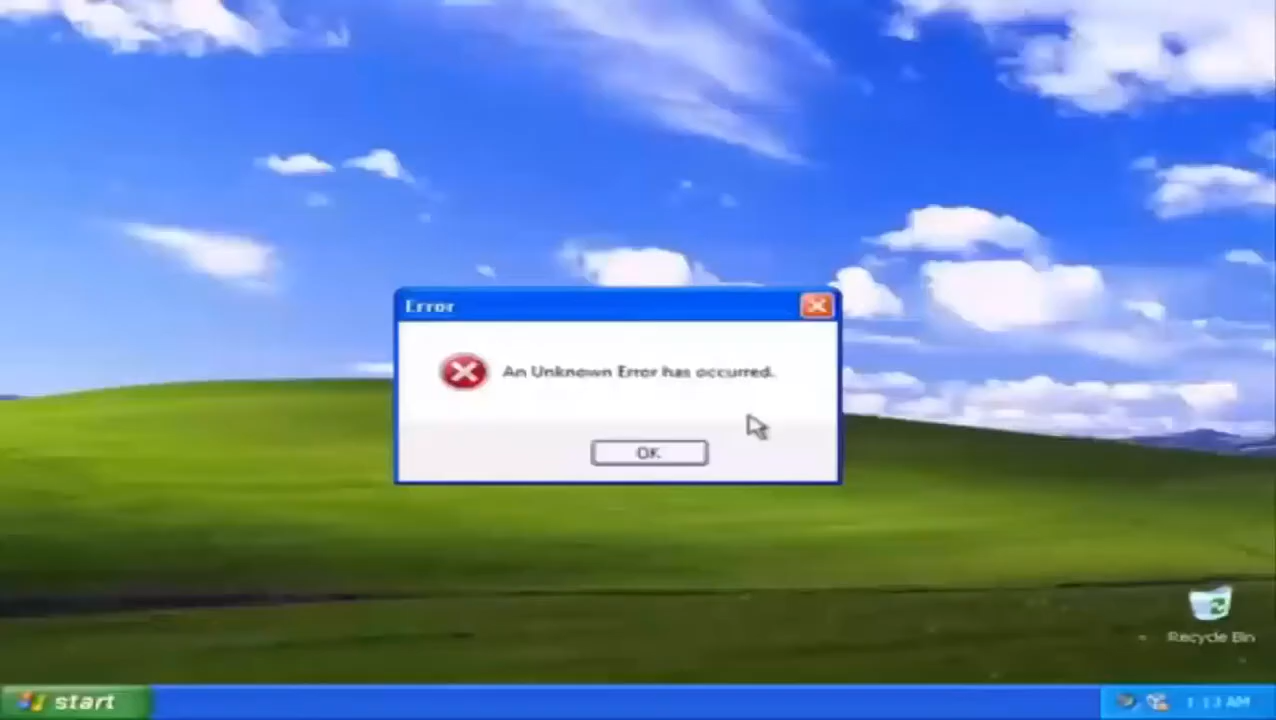 Error
An Unknown Error has occurred.
OK
Recycle Bin
start
1:13 AM